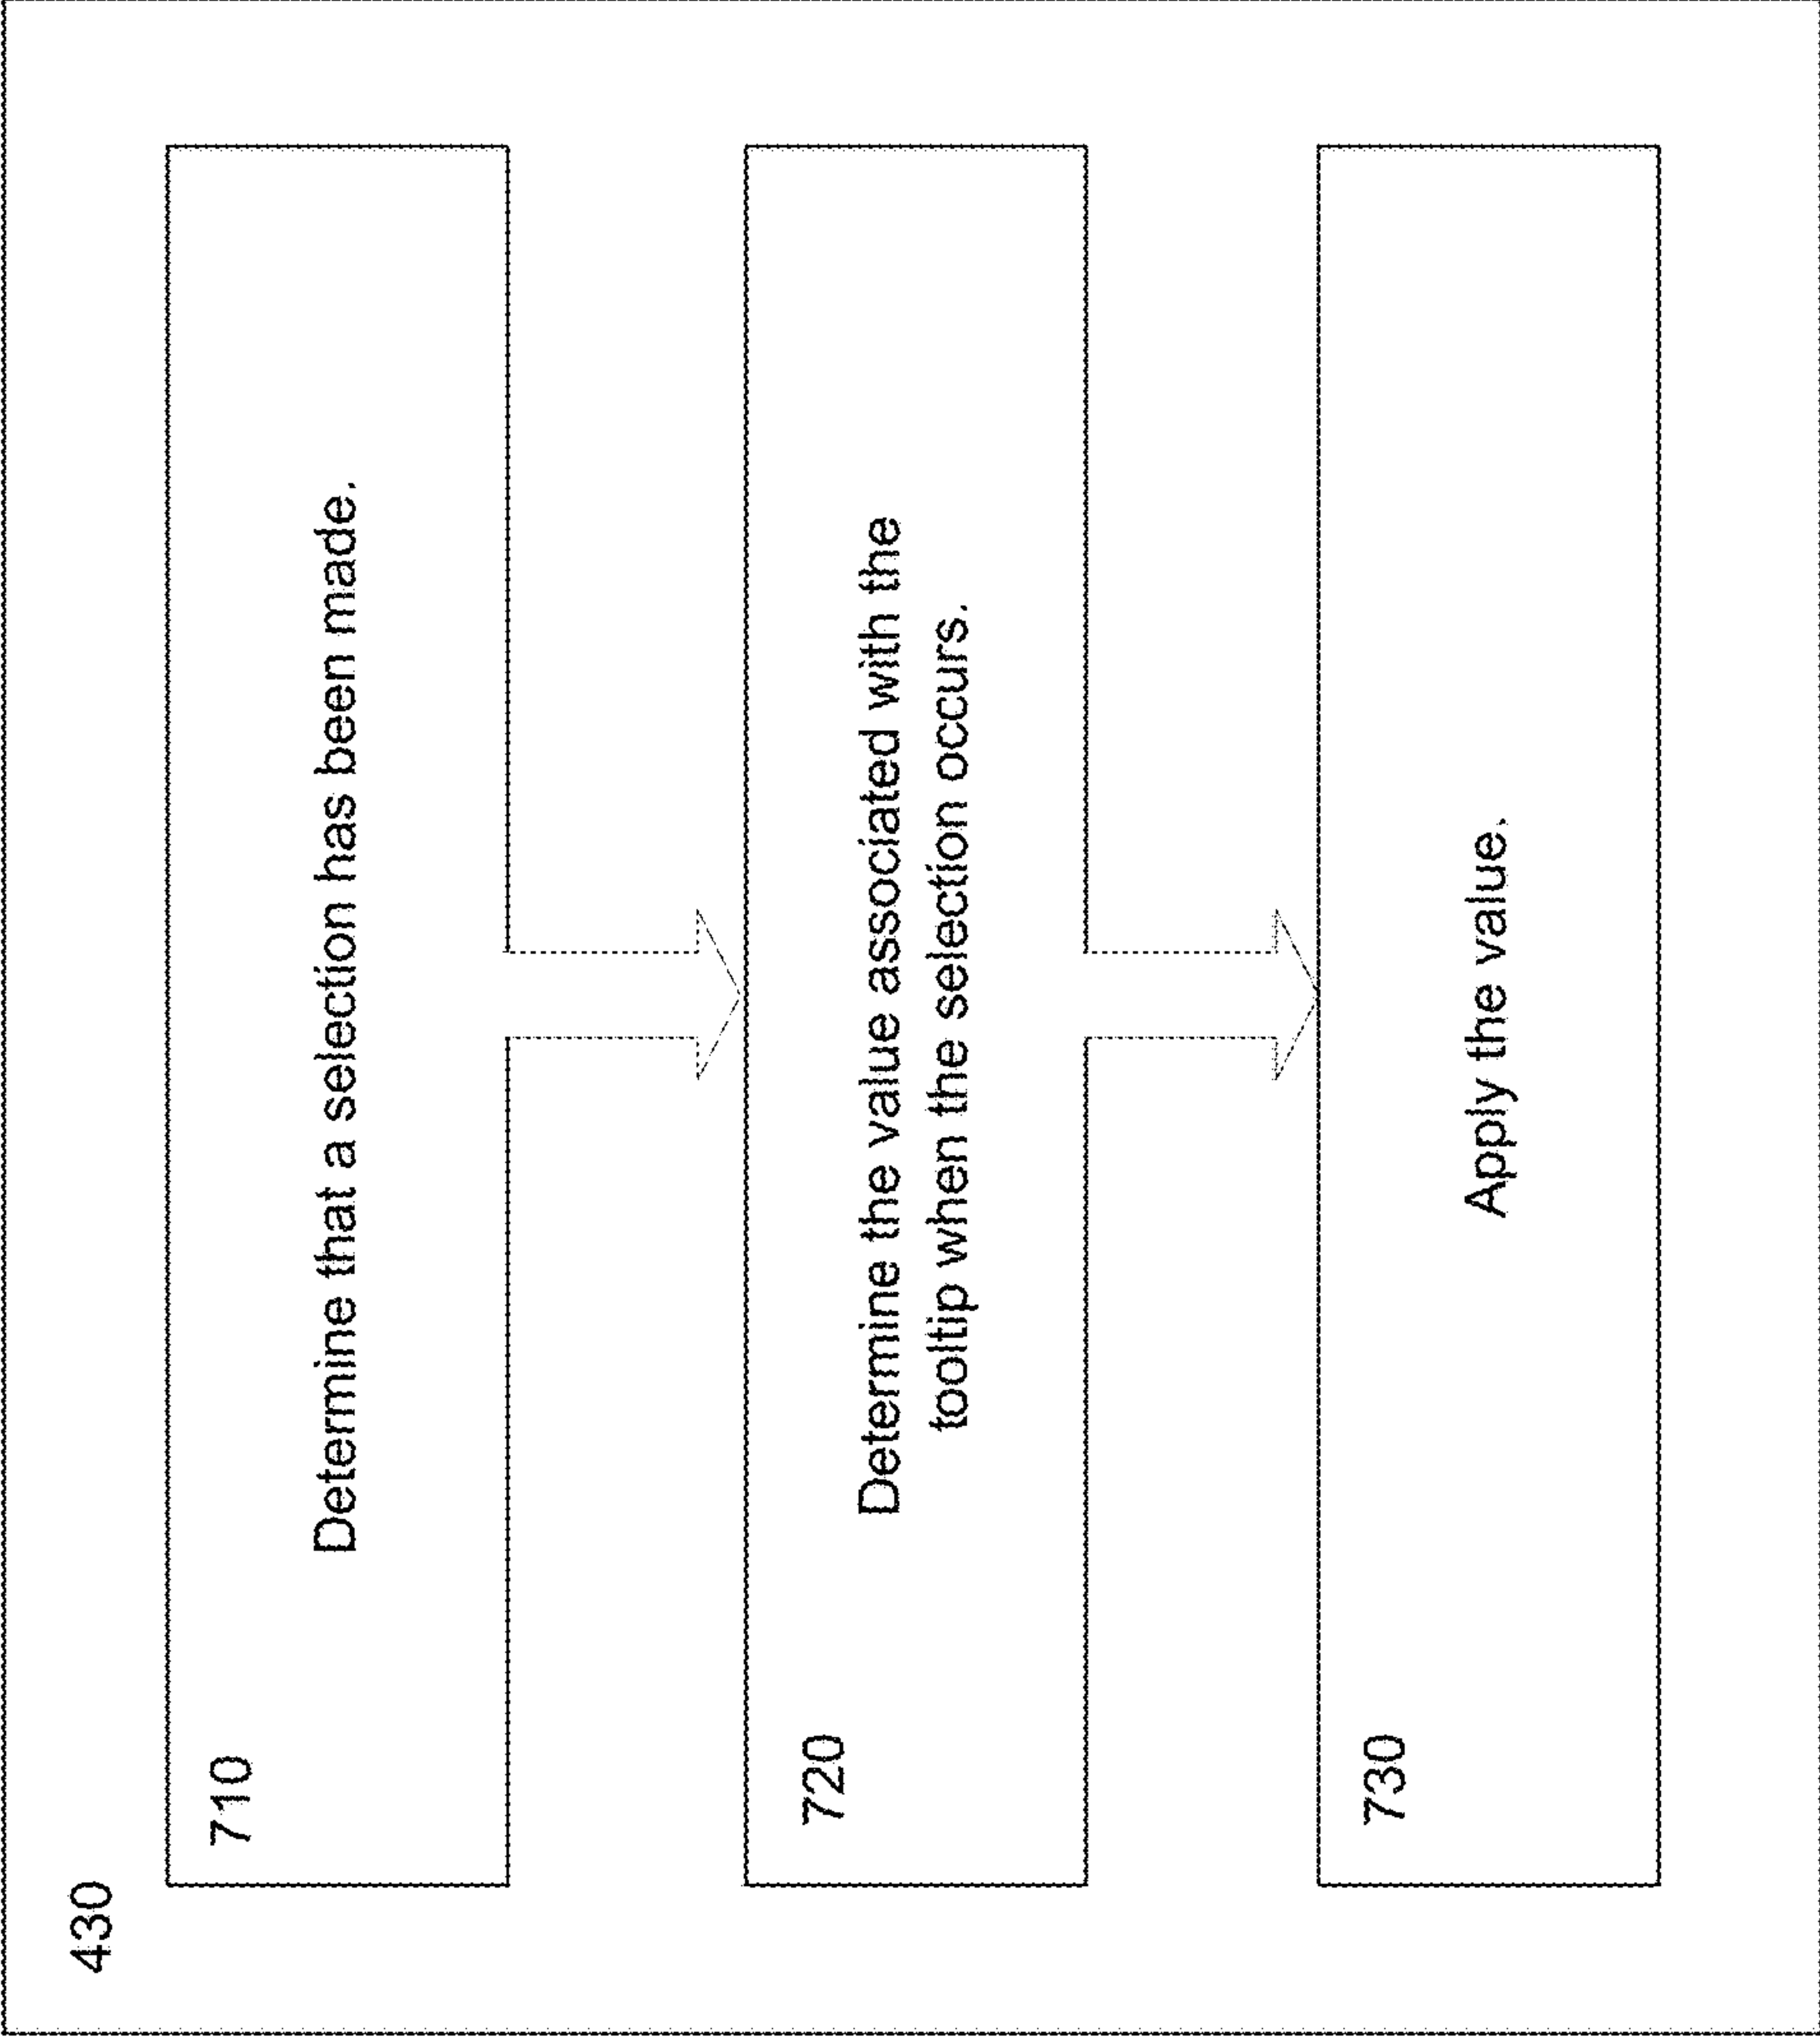 430
710
Determine that a selection has been made.
720
Determine the value associated with the
tooltip when the selection occurs.
730
Apply the value.